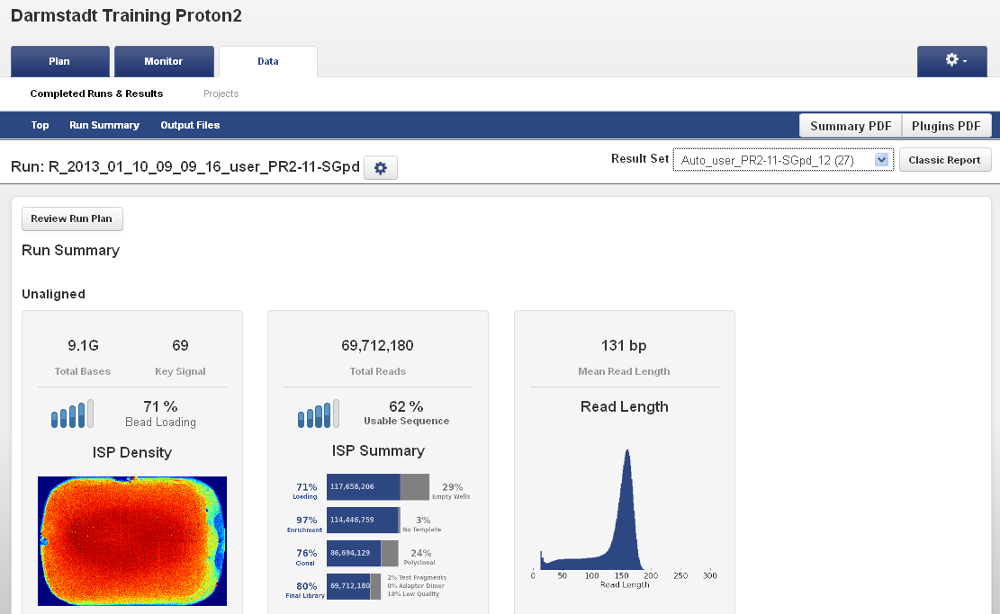 Darmstadt Training Proton2
Plan
Monitor
Data
Completed Runs & Results
Projects
Top
Run Summary
Output Files
Summary PDF
Plugins PDF
Run: R_2013_01_10_09_09_16_user_PR2-11-SGpd
Result Set
Auto_user_PR2-11-SGpd_12 (27)
Classic Report
Review Run Plan
Run Summary
Unaligned
9.1G
Total Bases
69
Key Signal
71 %
Bead Loading
ISP Density
69,712,180
Total Reads
62 %
Usable Sequence
ISP Summary
71%
Loading
117,658,206
29%
Empty Wells
97%
Enrichment
114,446,759
3%
No Template
76%
Clonal
86,694,129
24%
Polyclonal
80%
Final Library
69,712,180
2% Test Fragments
0% Adaptor Dimer
18% Low Quality
131 bp
Mean Read Length
Read Length
0 50 100 150 200 250 300
Read Length